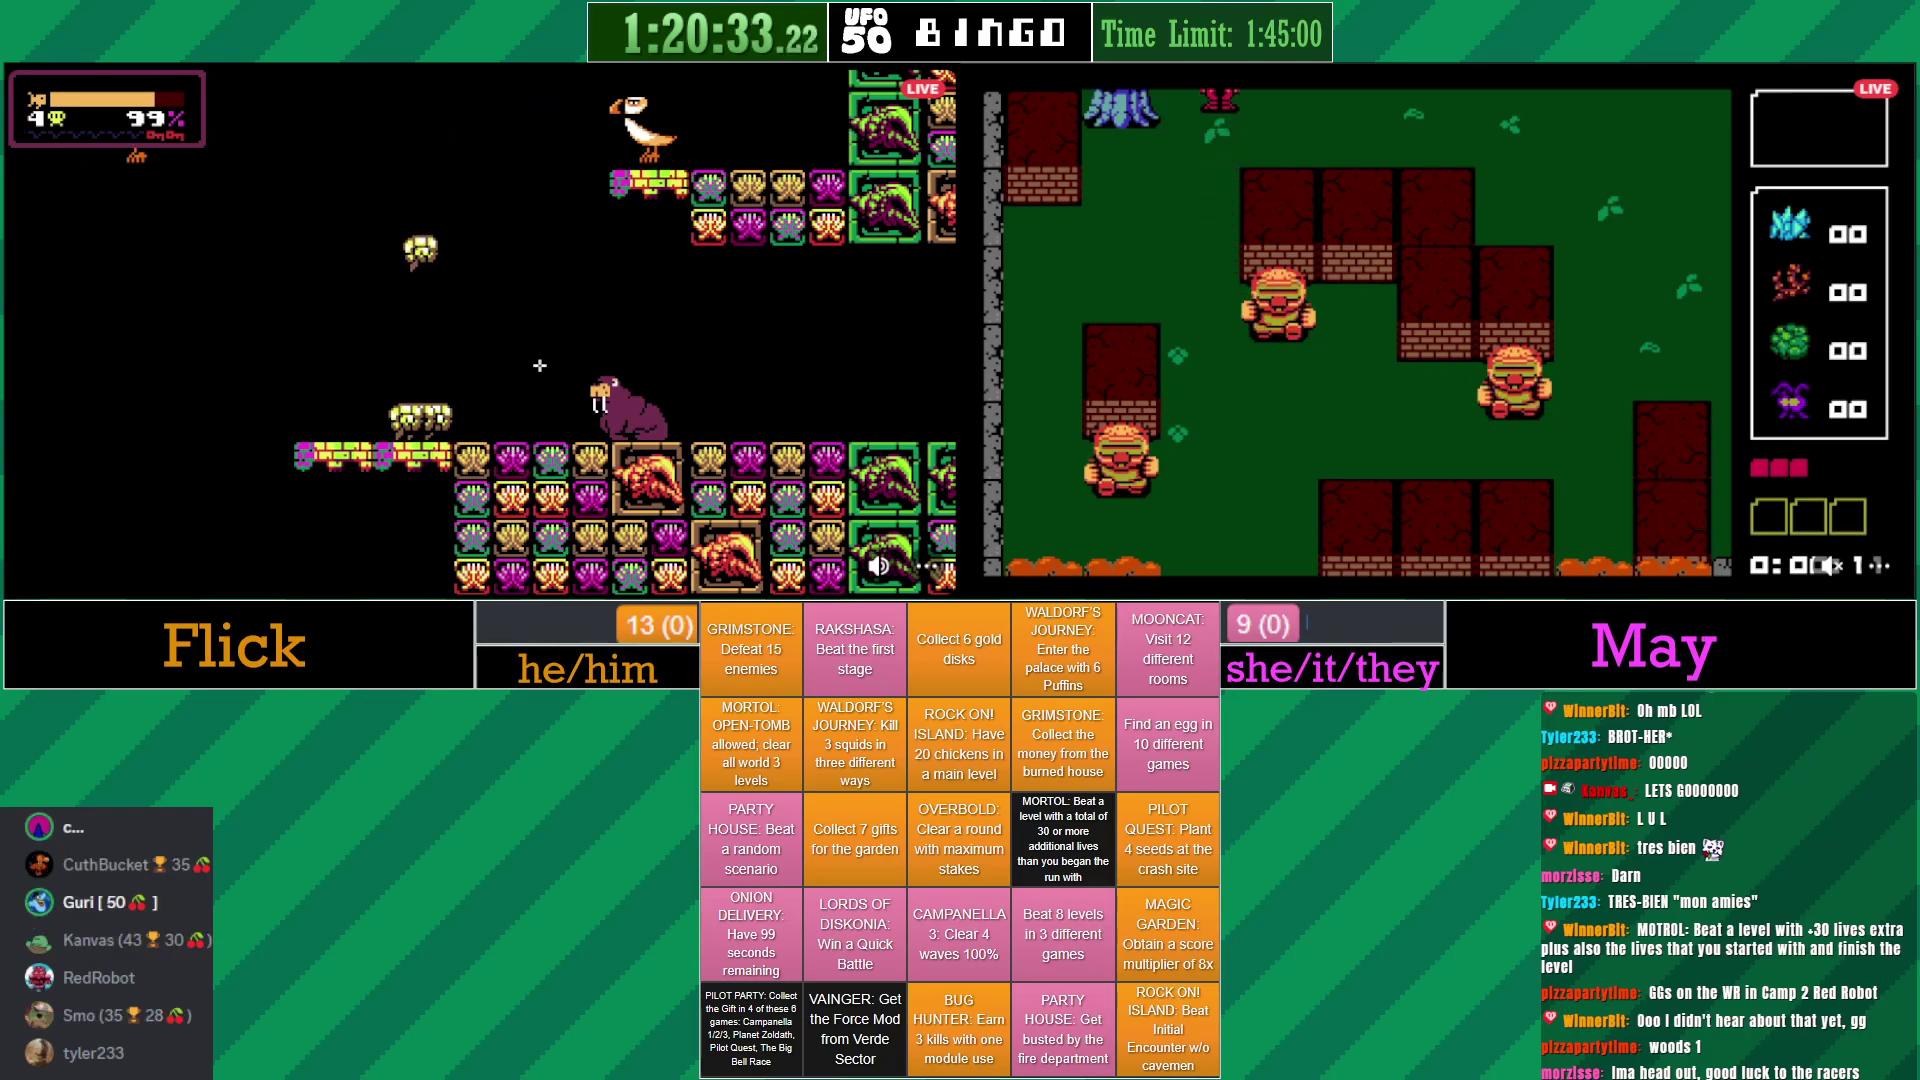 1:20:33.22
UFO 50
BINGO
Time Limit: 1:45:00
LIVE
4 99%
LIVE
00
00
00
00
Flick
13 (0)
he/him
9 (0)
she/it/they
May
GRIMSTONE:
Defeat 15
enemies
RAKSHASA:
Beat the first
stage
Collect 6 gold
disks
WALDORF'S
JOURNEY:
Enter the
palace with 6
Puffins
MOONCAT:
Visit 12
different
rooms
MORTOL:
OPEN-TOMB
allowed; clear
all world 3
levels
WALDORF'S
JOURNEY: Kill
3 squids in
three different
ways
ROCK ON!
ISLAND: Have
20 chickens in
a main level
GRIMSTONE:
Collect the
money from the
burned house
Find an egg in
10 different
games
PARTY
HOUSE: Beat
a random
scenario
Collect 7 gifts
for the garden
OVERBOLD:
Clear a round
with maximum
stakes
MORTOL: Beat a
level with a total of
30 or more
additional lives
than you began the
run with
PILOT
QUEST: Plant
4 seeds at the
crash site
ONION
DELIVERY:
Have 99
seconds
remaining
LORDS OF
DISKONIA:
Win a Quick
Battle
CAMPANELLA
3: Clear 4
waves 100%
Beat 8 levels
in 3 different
games
MAGIC
GARDEN:
Obtain a score
multiplier of 8x
PILOT PARTY: Collect
the Gift in 4 of these 6
games: Campanella
1/2/3, Planet Zoldath,
Pilot Quest, The Big
Bell Race
VAINGER: Get
the Force Mod
from Verde
Sector
BUG
HUNTER: Earn
3 kills with one
module use
PARTY
HOUSE: Get
busted by the
fire department
ROCK ON!
ISLAND: Beat
Initial
Encounter w/o
cavemen
c...
CuthBucket 🏆 35 🍒
Guri [ 50 🍒 ]
Kanvas (43 🏆 30 🍒)
RedRobot
Smo (35 🏆 28 🍒)
tyler233
WinnerBit: Oh mb LOL
Tyler233: BROT-HER*
pizzapartytime: OOOOO
Kanvas_: LETS GOOOOOOO
WinnerBit: L U L
WinnerBit: tres bien
morzisse: Darn
Tyler233: TRES-BIEN "mon amies"
WinnerBit: MOTROL: Beat a level with +30 lives extra
plus also the lives that you started with and finish the
level
pizzapartytime: GGs on the WR in Camp 2 Red Robot
WinnerBit: Ooo I didn't hear about that yet, gg
pizzapartytime: woods 1
morzisse: Ima head out, good luck to the racers